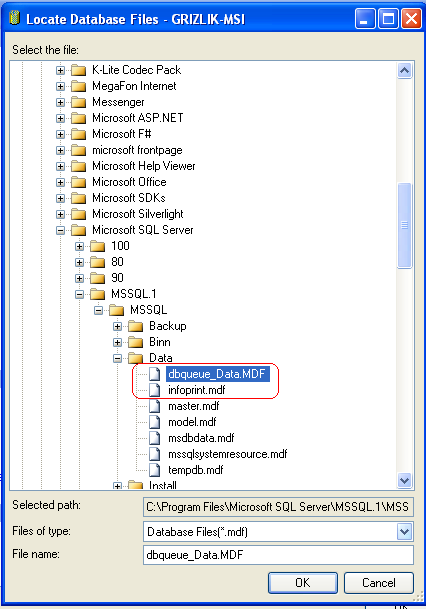 Locate Database Files - GRIZLIK-MSI
Select the file:
K-Lite Codec Pack
MegaFon Internet
Messenger
Microsoft ASP.NET
Microsoft F#
microsoft frontpage
Microsoft Help Viewer
Microsoft Office
Microsoft SDKs
Microsoft Silverlight
Microsoft SQL Server
100
80
90
MSSQL.1
MSSQL
Backup
Binn
Data
dbqueue_Data.MDF
infoprint.mdf
master.mdf
model.mdf
msdbdata.mdf
mssqlsystemresource.mdf
tempdb.mdf
Install
Selected path: C:\Program Files\Microsoft SQL Server\MSSQL.1\MSS
Files of type: Database Files(*.mdf)
File name: dbqueue_Data.MDF
OK Cancel